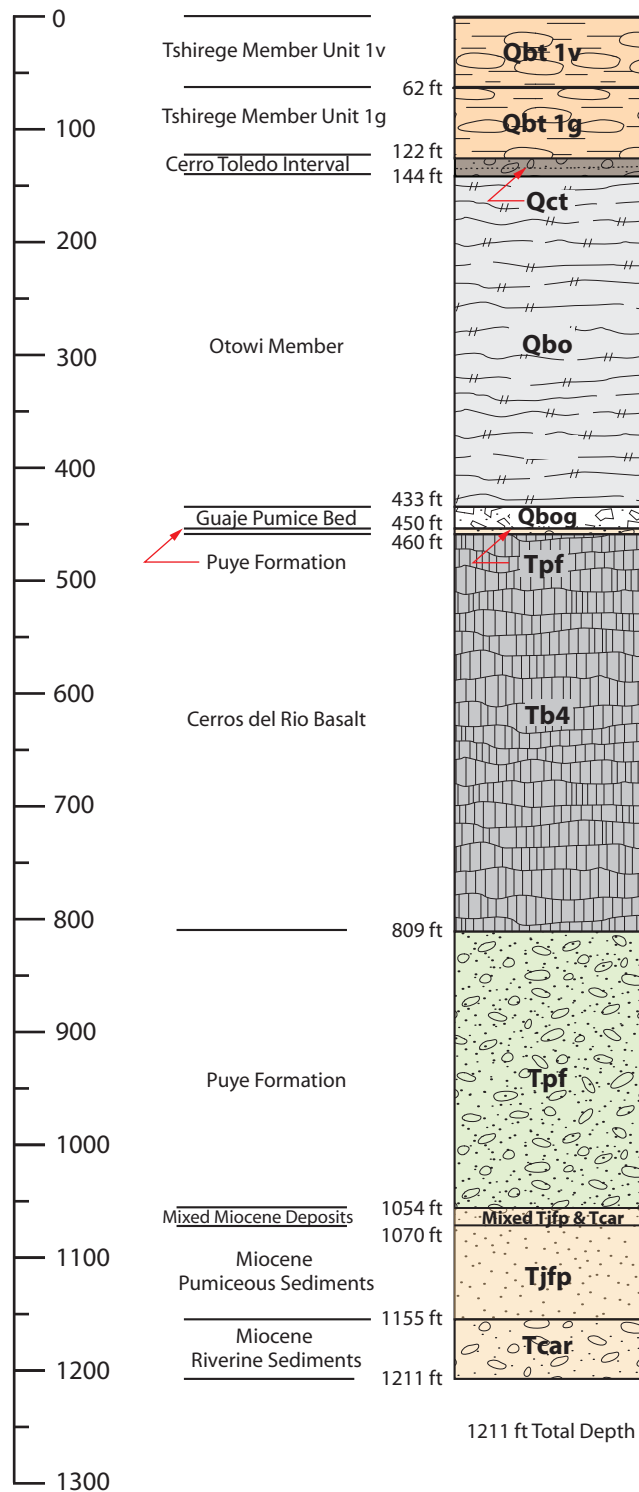 0
Tshirege Member Unit 1v
Qbt 1v
62 ft
Tshirege Member Unit 1g
Qbt 1g
100
122 ft
Cerro Toledo Interval
144 ft
Qct
200
Otowi Member
Qbo
300
400
433 ft
Guaje Pumice Bed
Qbog
450 ft
460 ft
Puye Formation
Tpf
500
600
Cerros del Rio Basalt
Tb4
700
800
809 ft
900
Puye Formation
Tpf
1000
1054 ft
Mixed Miocene Deposits
Mixed Tjfp & Tcar
1070 ft
1100
Miocene
Pumiceous Sediments
Tjfp
1155 ft
Miocene
Riverine Sediments
Tcar
1200
1211 ft
1211 ft Total Depth
1300